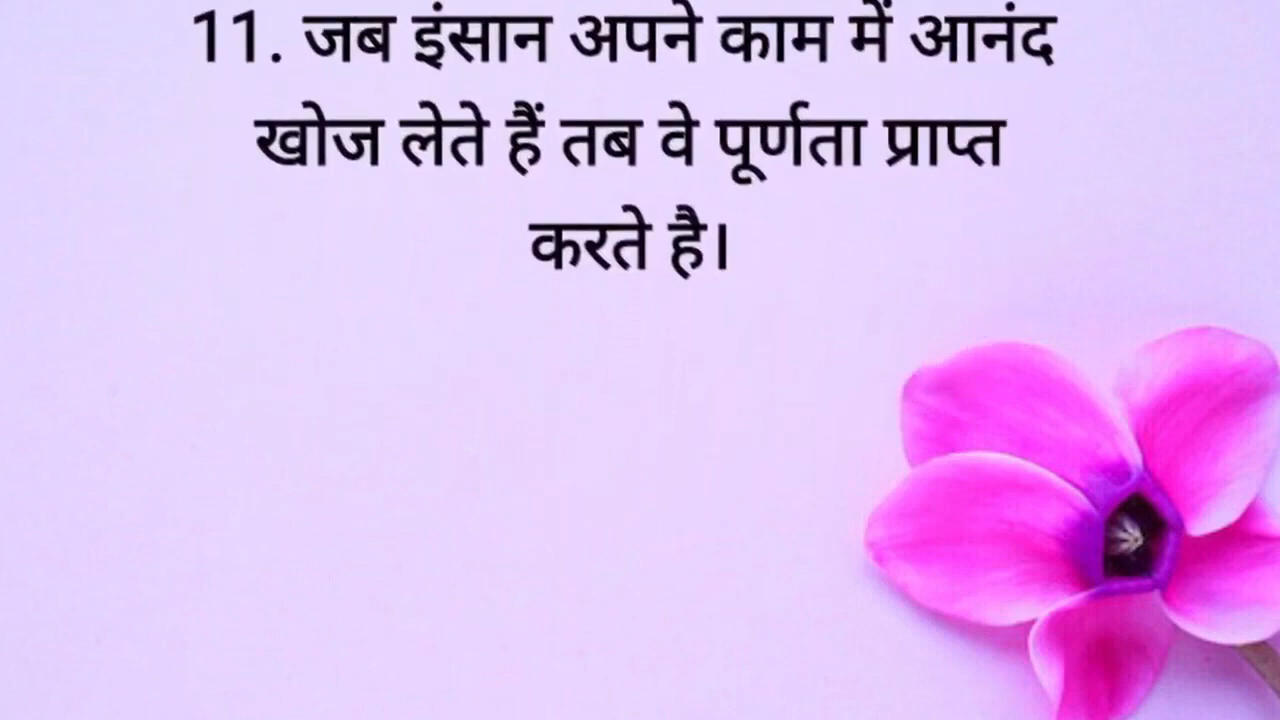 11. जब इंसान अपने काम में आनंद
खोज लेते हैं तब वे पूर्णता प्राप्त
करते है।